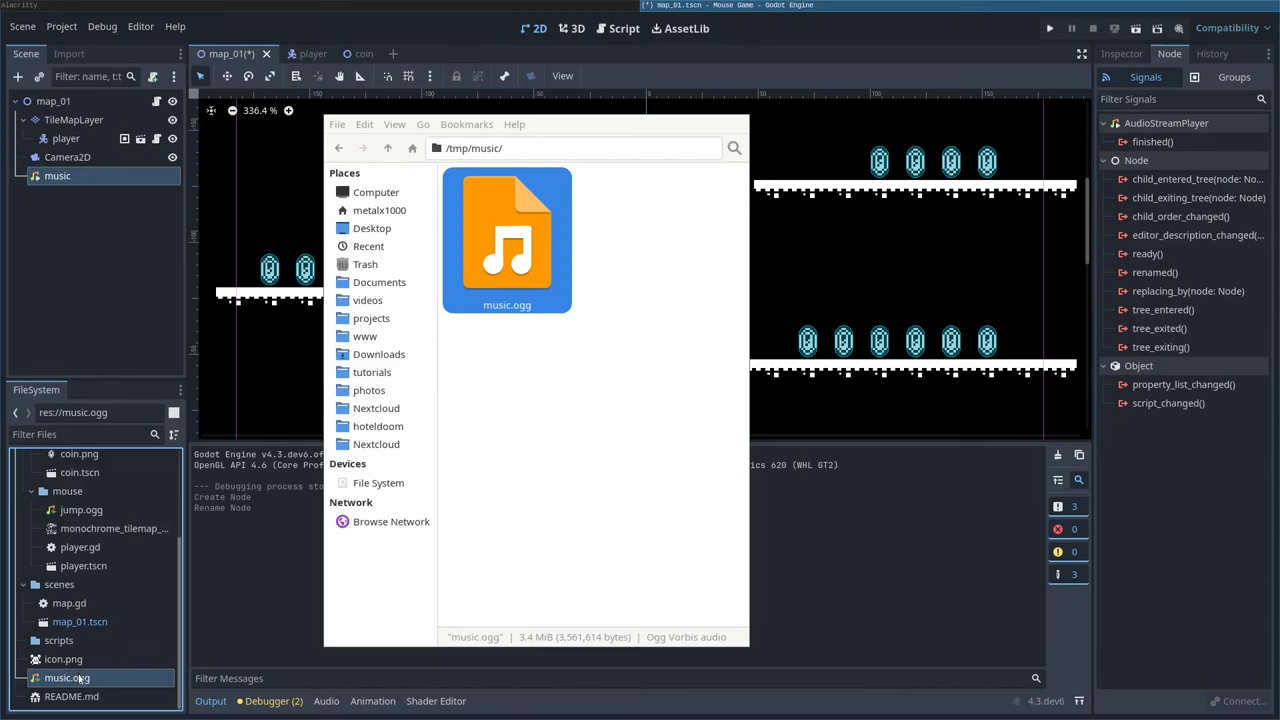 Alacritty
(*) map_01.tscn - Mouse Game - Godot Engine
Scene Project Debug Editor Help
2D 3D Script AssetLib
Compatibility
Scene Import
map_01(*) player coin
Inspector Node History
Filter: name, t:t
View
Signals Groups
336.4 %
-150 -100 -50 0 50 100 150
Filter Signals
map_01
TileMapLayer
player
Camera2D
music
AudioStreamPlayer
finished()
Node
child_entered_tree(node: No...
child_exiting_tree(node: Node)
child_order_changed()
editor_description_changed(...
ready()
renamed()
replacing_by(node: Node)
tree_entered()
tree_exited()
tree_exiting()
Object
property_list_changed()
script_changed()
File Edit View Go Bookmarks Help
/tmp/music/
Places
Computer
metalx1000
Desktop
Recent
Trash
Documents
videos
projects
www
Downloads
tutorials
photos
Nextcloud
hoteldoom
Nextcloud
Devices
File System
Network
Browse Network
music.ogg
"music.ogg" | 3.4 MiB (3,561,614 bytes) | Ogg Vorbis audio
FileSystem
res://music.ogg
Filter Files
coin.png
coin.tscn
mouse
jump.ogg
monochrome_tilemap_...
player.gd
player.tscn
scenes
map.gd
map_01.tscn
scripts
icon.png
music.ogg
README.md
Godot Engine v4.3.dev6.of
OpenGL API 4.6 (Core Prof
ics 620 (WHL GT2)
--- Debugging process sto
Create Node
Rename Node
3
0
0
3
Filter Messages
Output Debugger (2) Audio Animation Shader Editor
4.3.dev6
Connect...